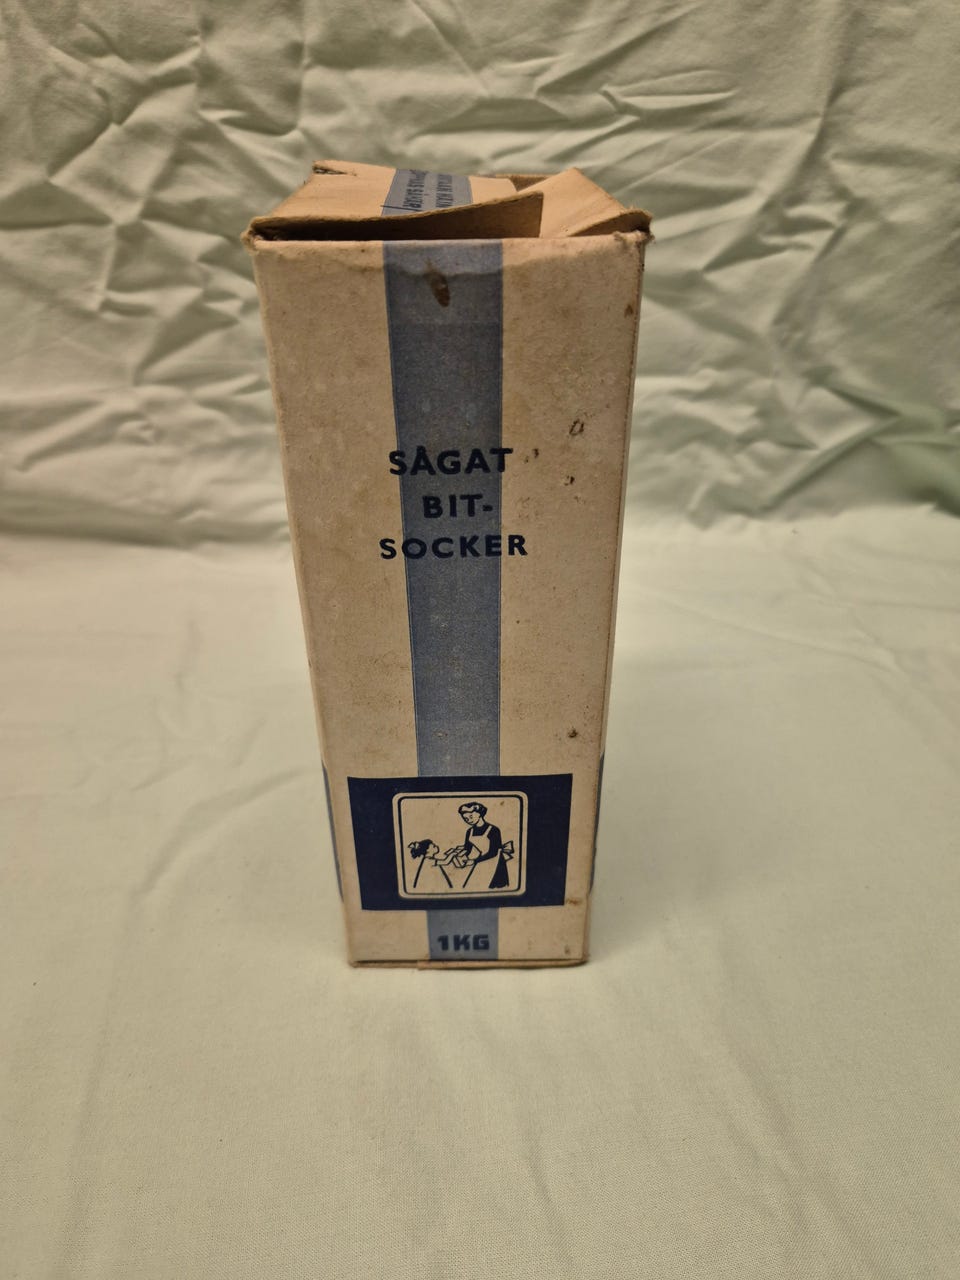 SÅGAT
BIT-
SOCKER
1KG